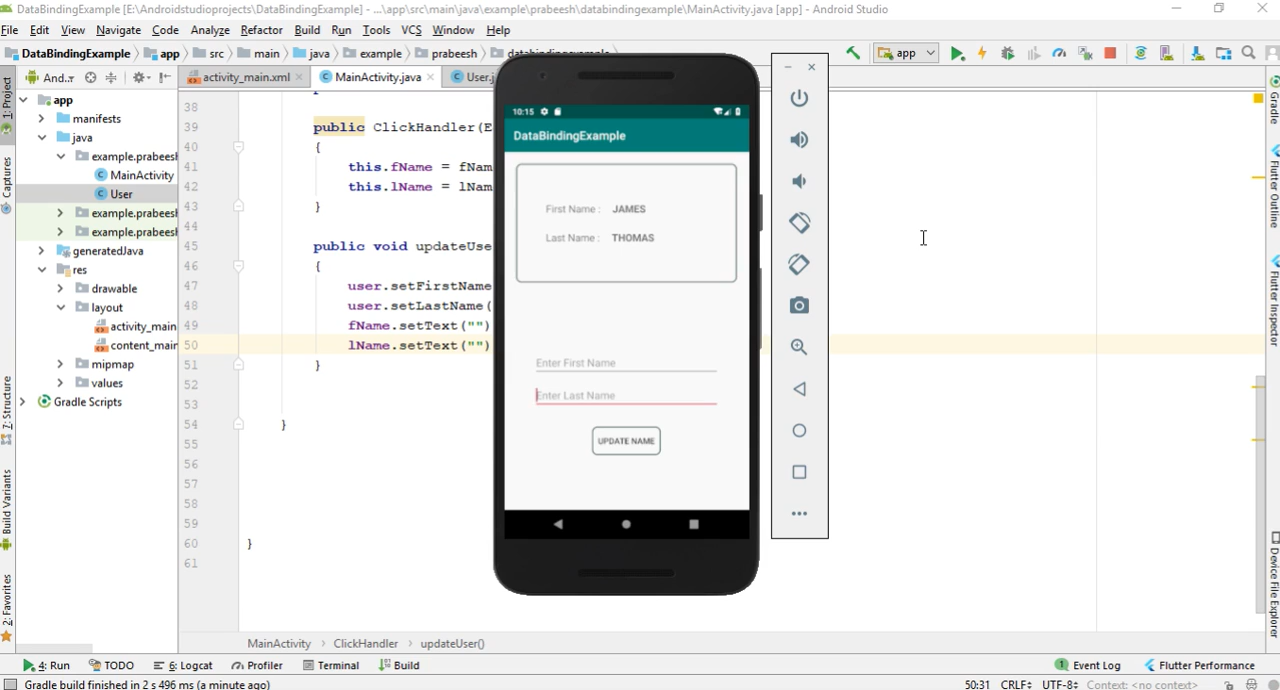 DataBindingExample [E:\Androidstudioprojects\DataBindingExample] - ...\app\src\main\java\example\prabeesh\databindingexample\MainActivity.java [app] - Android Studio
File Edit View Navigate Code Analyze Refactor Build Run Tools VCS Window Help
DataBindingExample app src main java example prabeesh databindingexample app
And.. activity_main.xml MainActivity.java User.j
1: Project
Captures
7: Structure
Build Variants
2: Favorites
app
manifests
java
example.prabeesh
MainActivity
User
example.prabeesh
example.prabeesh
generatedJava
res
drawable
layout
activity_main
content_main
mipmap
values
Gradle Scripts
38
39 public ClickHandler(E
40 {
41 this.fName = fNam
42 this.lName = lNam
43 }
44
45 public void updateUse
46 {
47 user.setFirstName
48 user.setLastName(
49 fName.setText("")
50 lName.setText("")
51 }
52
53
54 }
55
56
57
58
59
60 }
61
10:15
DataBindingExample
First Name : JAMES
Last Name : THOMAS
Enter First Name
Enter Last Name
UPDATE NAME
Gradle
Flutter Outline
Flutter Inspector
Device File Explorer
MainActivity ClickHandler updateUser()
4: Run TODO 6: Logcat Profiler Terminal Build 1 Event Log Flutter Performance
Gradle build finished in 2 s 496 ms (a minute ago) 50:31 CRLF UTF-8 Context: <no context>